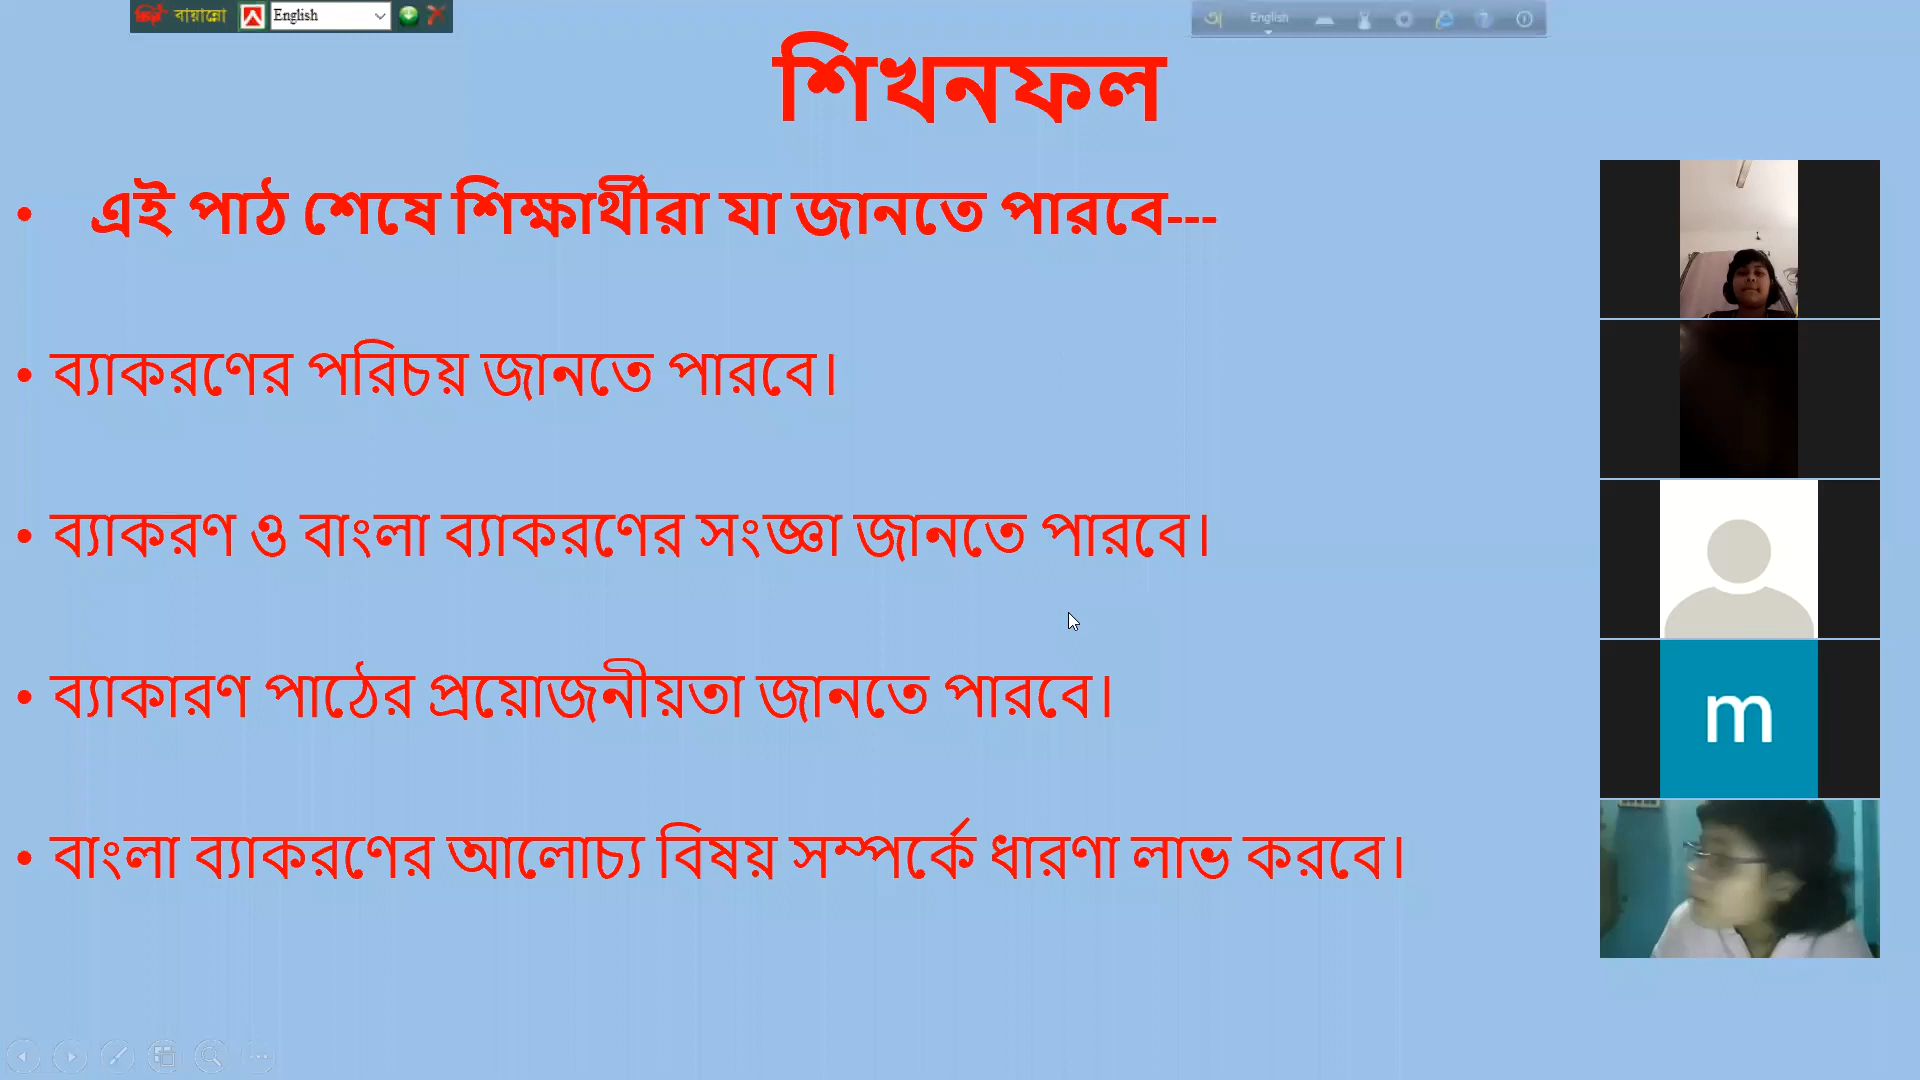 বায়ান্নো
English
English
শিখনফল
• এই পাঠ শেষে শিক্ষার্থীরা যা জানতে পারবে---
• ব্যাকরণের পরিচয় জানতে পারবে।
• ব্যাকরণ ও বাংলা ব্যাকরণের সংজ্ঞা জানতে পারবে।
• ব্যাকারণ পাঠের প্রয়োজনীয়তা জানতে পারবে।
• বাংলা ব্যাকরণের আলোচ্য বিষয় সম্পর্কে ধারণা লাভ করবে।
m